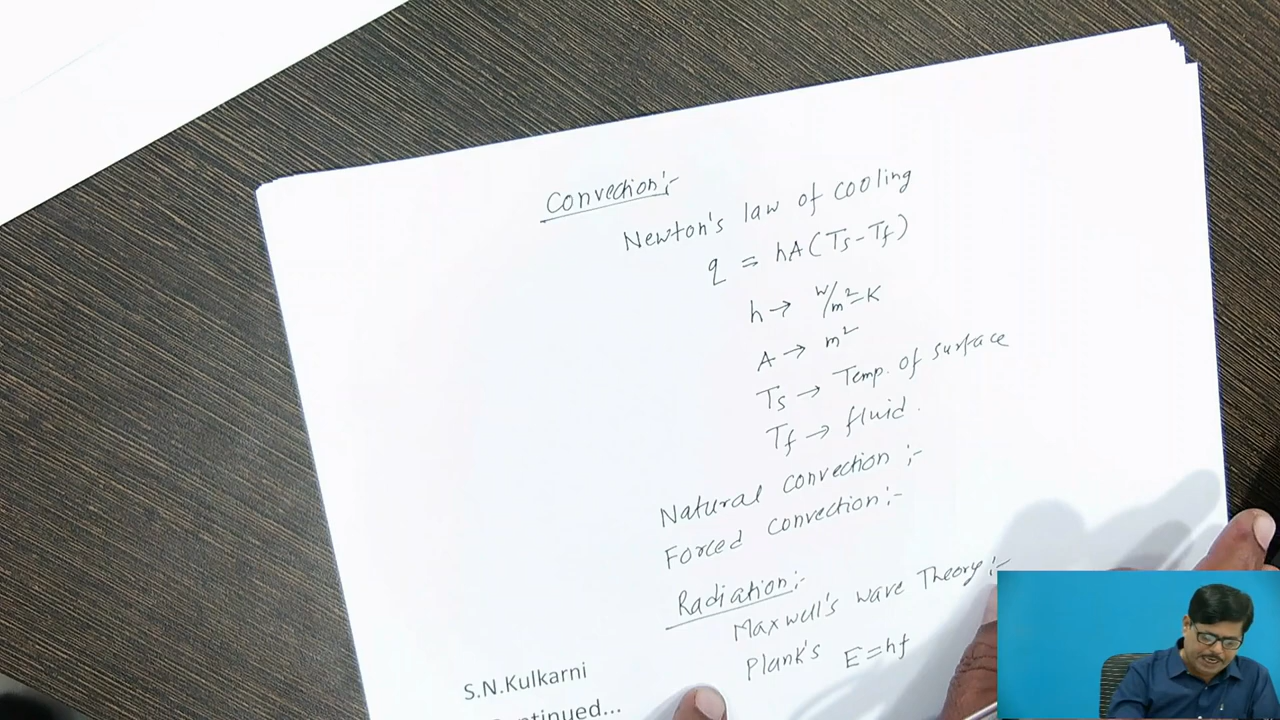 Convection:-
Newton's law of cooling
q = hA(Ts-Tf)
h → W/m²-K
A → m²
Ts → Temp. of surface
Tf → fluid.
Natural convection :-
Forced convection:-
Radiation:-
Maxwell's wave Theory:-
Plank's E=hf
S.N.Kulkarni